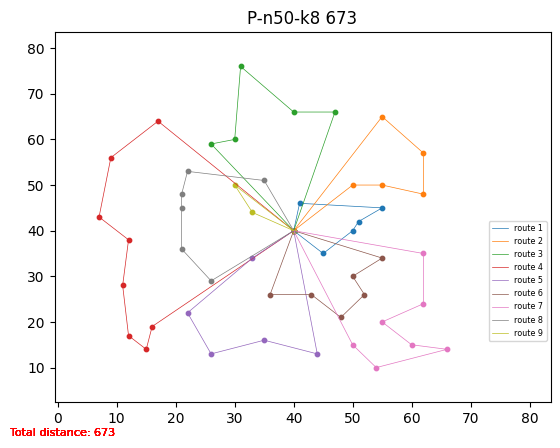 P-n50-k8 673
80
70
60
50
40
30
20
10
0 10 20 30 40 50 60 70 80
route 1
route 2
route 3
route 4
route 5
route 6
route 7
route 8
route 9
Total distance: 673